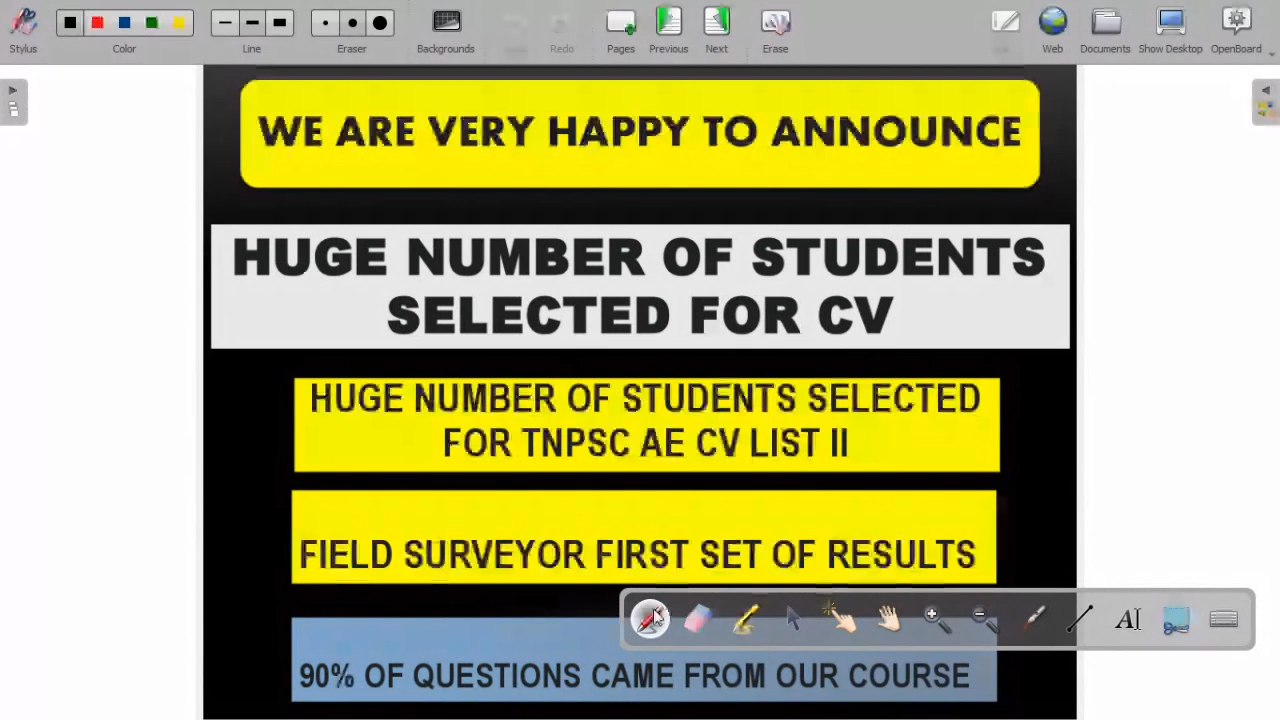 Stylus
Color
Line
Eraser
Backgrounds
Redo
Pages
Previous
Next
Erase
Web
Documents
Show Desktop
OpenBoard
WE ARE VERY HAPPY TO ANNOUNCE
HUGE NUMBER OF STUDENTS
SELECTED FOR CV
HUGE NUMBER OF STUDENTS SELECTED
FOR TNPSC AE CV LIST II
FIELD SURVEYOR FIRST SET OF RESULTS
90% OF QUESTIONS CAME FROM OUR COURSE